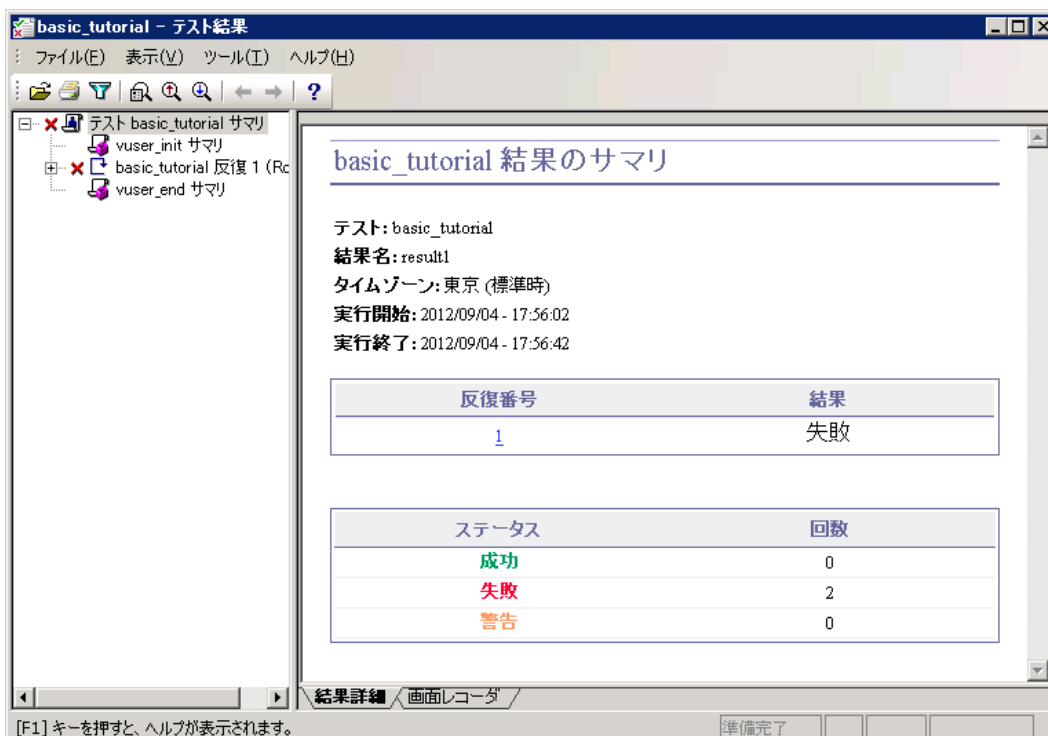 basic_tutorial - テスト結果
ファイル(F) 表示(V) ツール(T) ヘルプ(H)
?
テスト basic_tutorial サマリ
vuser_init サマリ
basic_tutorial 反復 1 (Rc
vuser_end サマリ
basic_tutorial 結果のサマリ
テスト: basic_tutorial
結果名: result1
タイムゾーン: 東京 (標準時)
実行開始: 2012/09/04 - 17:56:02
実行終了: 2012/09/04 - 17:56:42
反復番号 結果
1 失敗
ステータス 回数
成功 0
失敗 2
警告 0
結果詳細 画面レコーダ
[F1] キーを押すと、ヘルプが表示されます。 準備完了